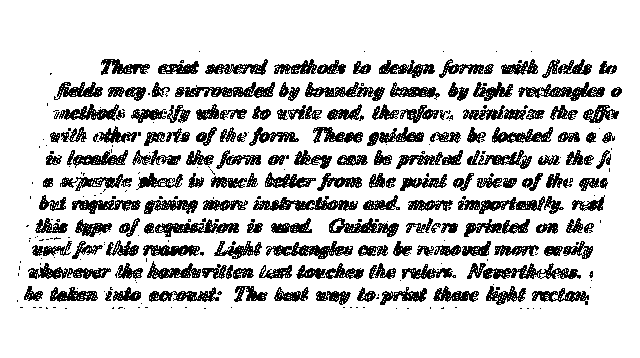 There exist several methods to design forms with fields to
fields may be surrounded by bounding boxes, by light rectangles o
methods specify where to write and, therefore, minimize the effe
with other parts of the form. These guides can be located on a s
is located below the form or they can be printed directly on the fi
a separate sheet is much better from the point of view of the qua
but requires giving more instructions and, more importantly, rest
this type of acquisition is used. Guiding rulers printed on the
used for this reason. Light rectangles can be removed more easily
whenever the handwritten text touches the rulers. Nevertheless,
be taken into account: The best way to print these light rectan